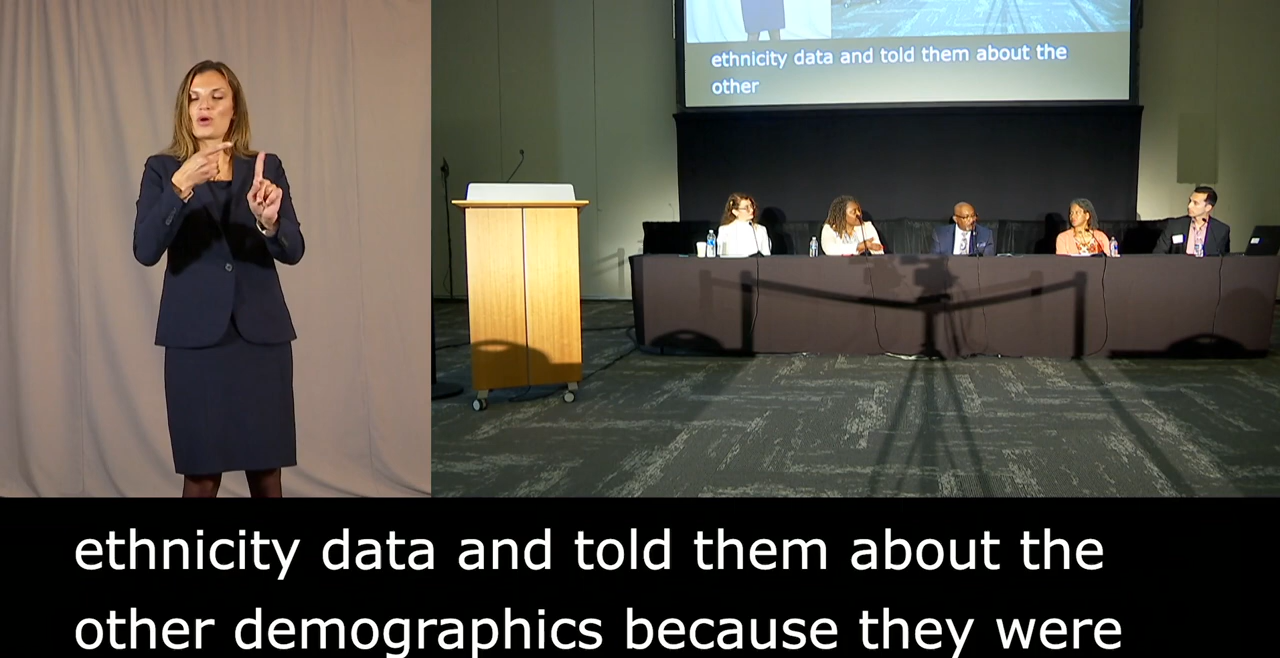 ethnicity data and told them about the
other
ethnicity data and told them about the
other demographics because they were